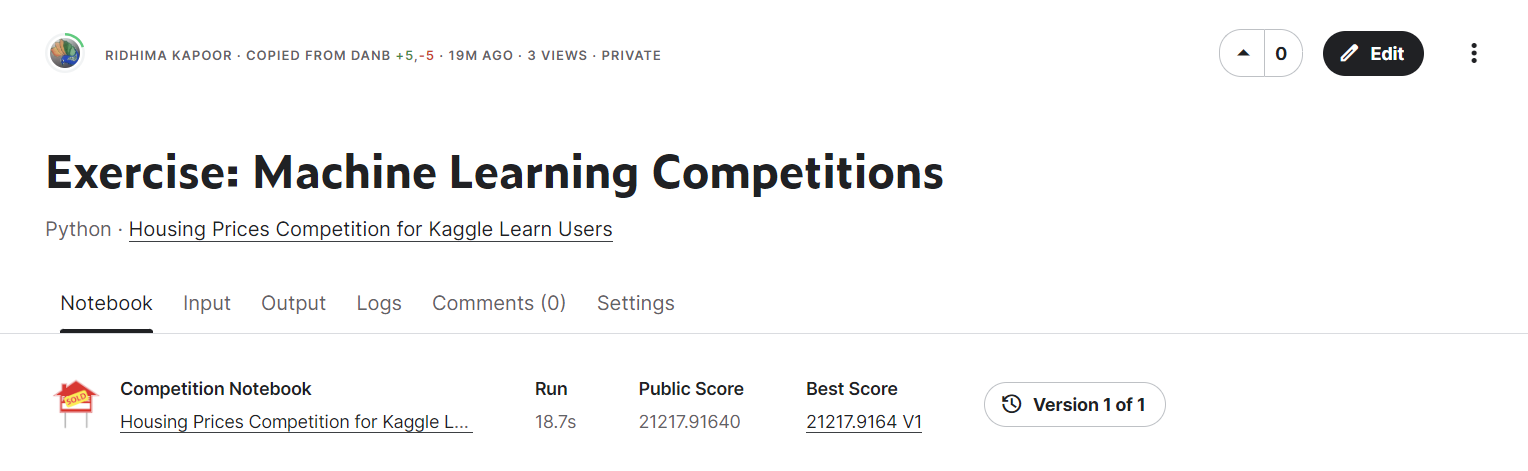 RIDHIMA KAPOOR · COPIED FROM DANB +5,-5 · 19M AGO · 3 VIEWS · PRIVATE
0
Edit
Exercise: Machine Learning Competitions
Python · Housing Prices Competition for Kaggle Learn Users
Notebook Input Output Logs Comments (0) Settings
SOLD
Competition Notebook Run Public Score Best Score
Housing Prices Competition for Kaggle L... 18.7s 21217.91640 21217.9164 V1
Version 1 of 1